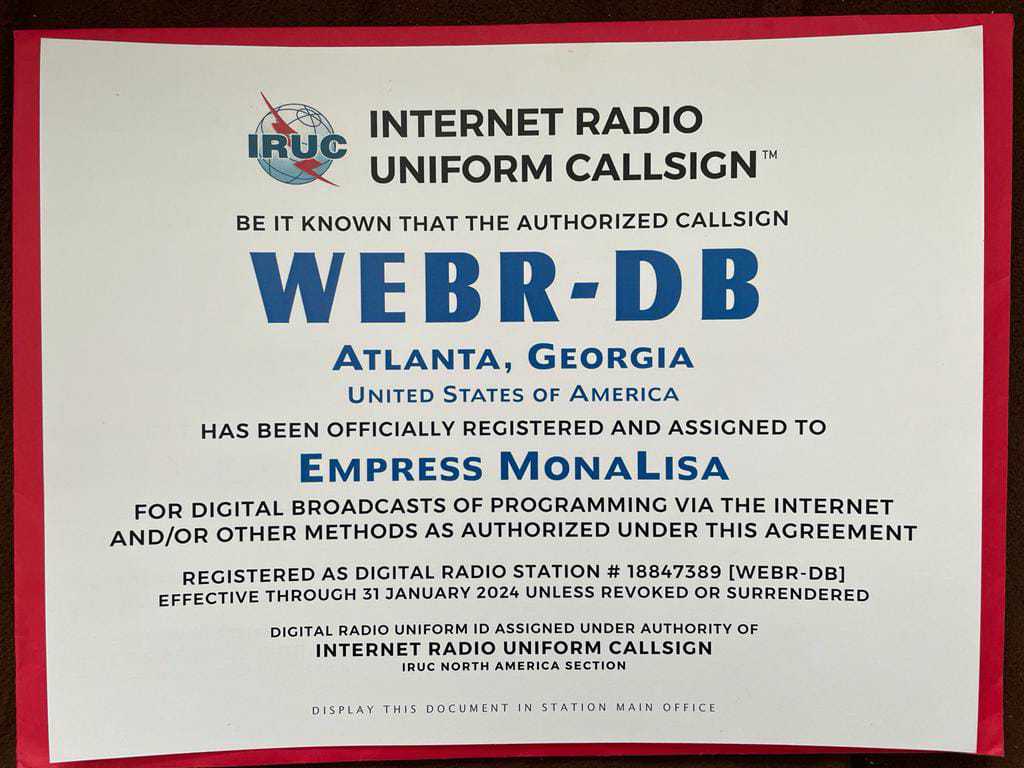 IRUC
INTERNET RADIO
UNIFORM CALLSIGN™
BE IT KNOWN THAT THE AUTHORIZED CALLSIGN
WEBR-DB
ATLANTA, GEORGIA
UNITED STATES OF AMERICA
HAS BEEN OFFICIALLY REGISTERED AND ASSIGNED TO
EMPRESS MONALISA
FOR DIGITAL BROADCASTS OF PROGRAMMING VIA THE INTERNET
AND/OR OTHER METHODS AS AUTHORIZED UNDER THIS AGREEMENT
REGISTERED AS DIGITAL RADIO STATION # 18847389 [WEBR-DB]
EFFECTIVE THROUGH 31 JANUARY 2024 UNLESS REVOKED OR SURRENDERED
DIGITAL RADIO UNIFORM ID ASSIGNED UNDER AUTHORITY OF
INTERNET RADIO UNIFORM CALLSIGN
IRUC NORTH AMERICA SECTION
DISPLAY THIS DOCUMENT IN STATION MAIN OFFICE